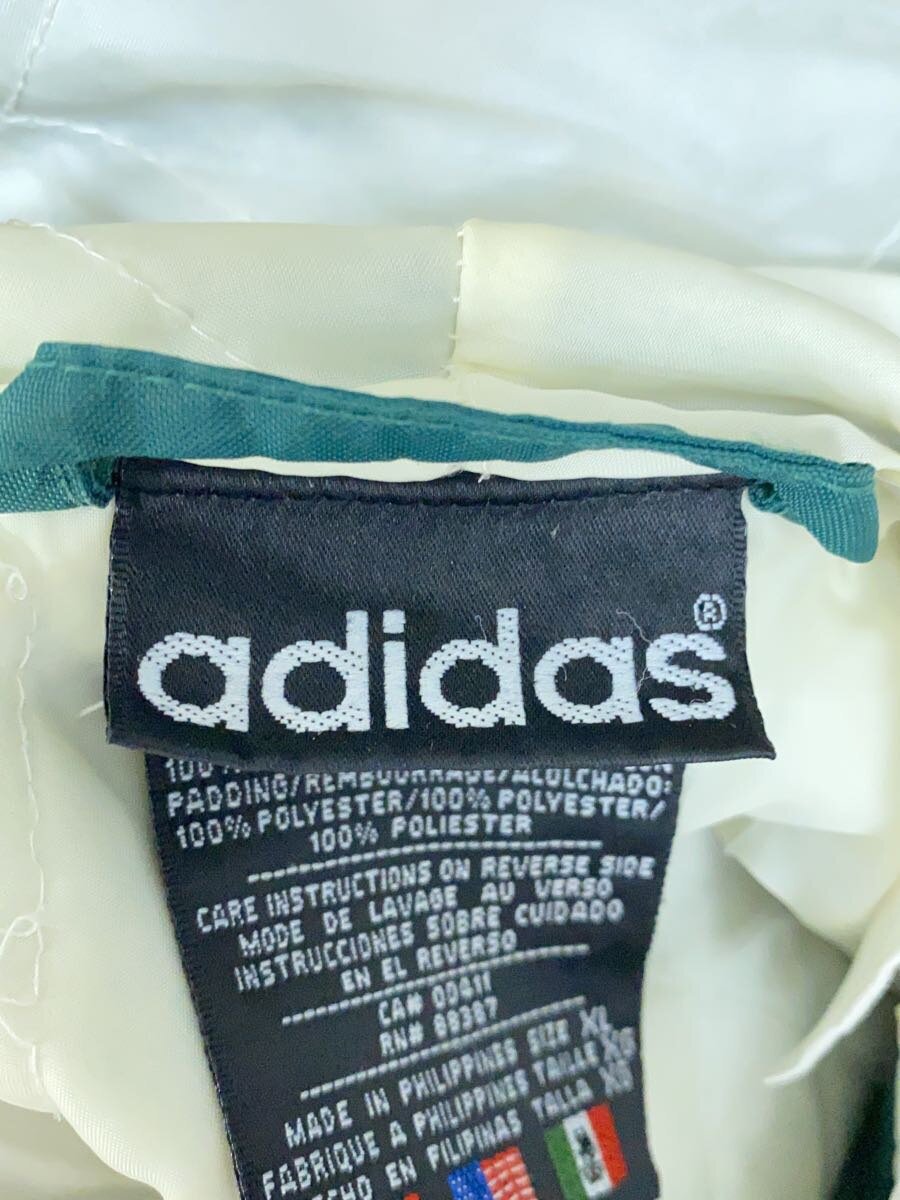 adidas®
100%
PADDING/REMBOURRAGE/ACOLCHADO:
100% POLYESTER/100% POLYESTER/
100% POLIESTER
CARE INSTRUCTIONS ON REVERSE SIDE
MODE DE LAVAGE AU VERSO
INSTRUCCIONES SOBRE CUIDADO
EN EL REVERSO
CA# 00411
RN# 88387
MADE IN PHILIPPINES SIZE XL
FABRIQUE A PHILIPPINES TAILLE XG
HECHO EN FILIPINAS TALLA XG